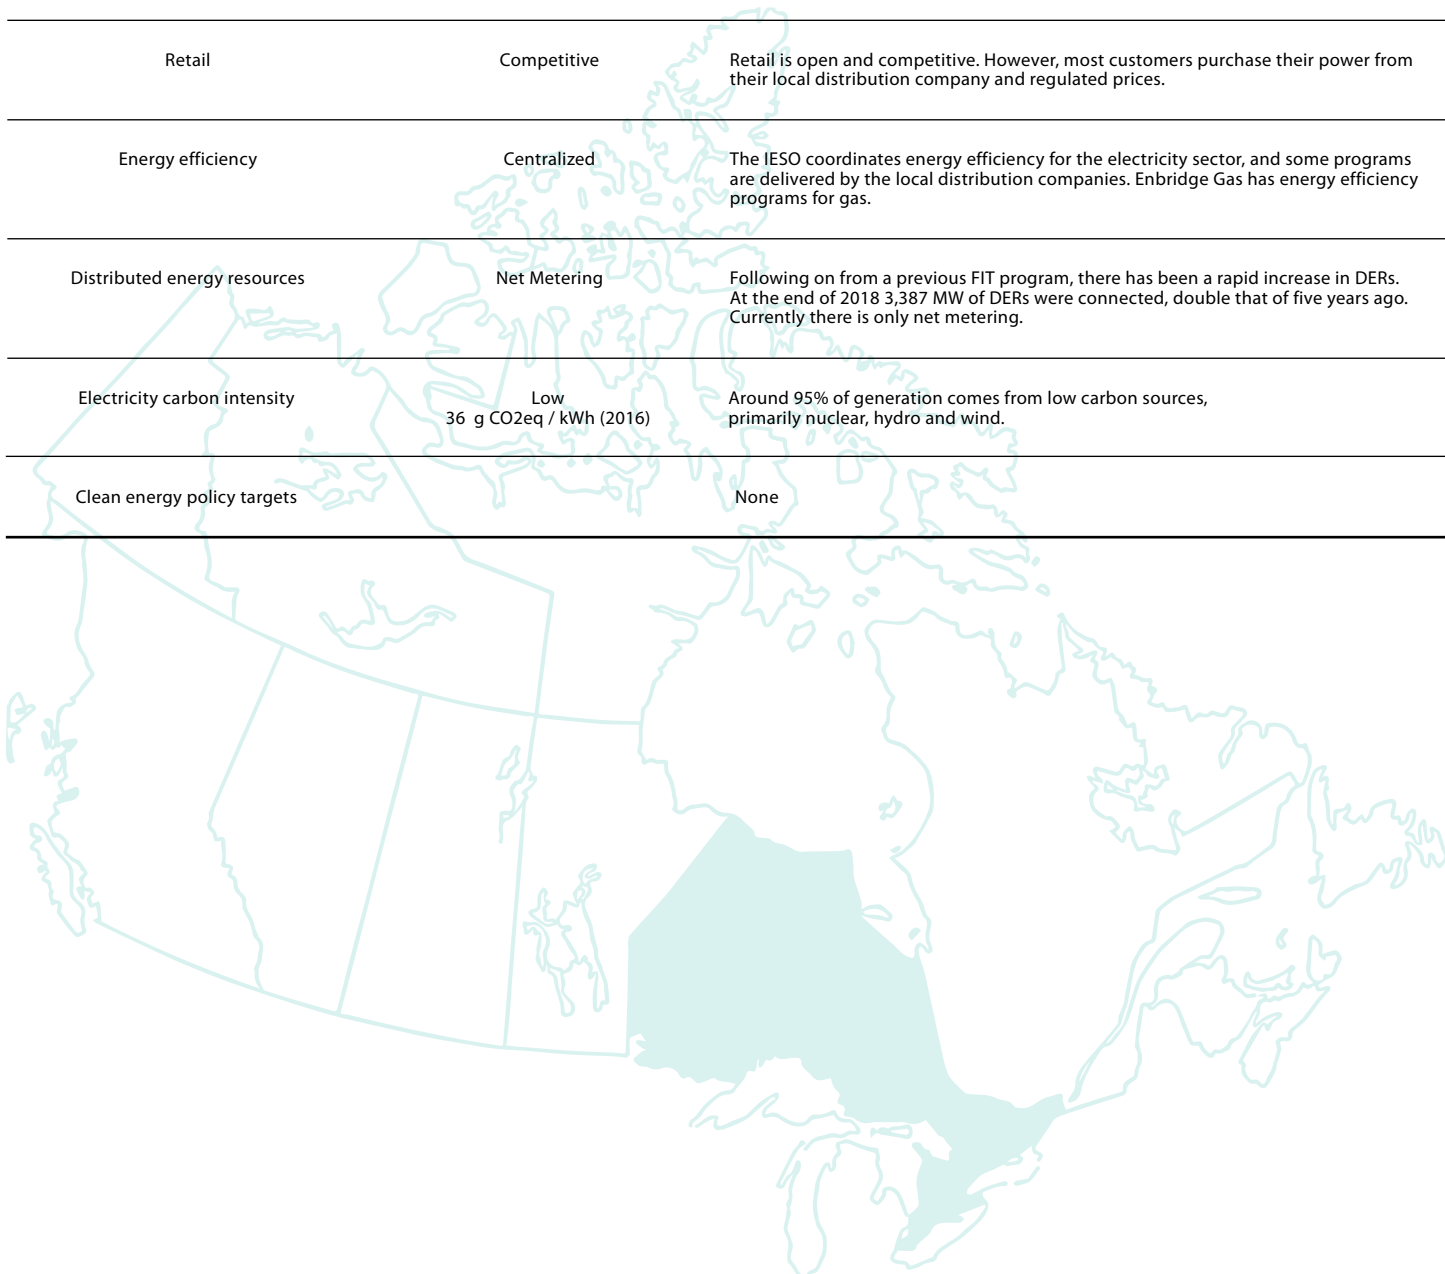 Retail
Competitive
Retail is open and competitive. However, most customers purchase their power from
their local distribution company and regulated prices.
Energy efficiency
Centralized
The IESO coordinates energy efficiency for the electricity sector, and some programs
are delivered by the local distribution companies. Enbridge Gas has energy efficiency
programs for gas.
Distributed energy resources
Net Metering
Following on from a previous FIT program, there has been a rapid increase in DERs.
At the end of 2018 3,387 MW of DERs were connected, double that of five years ago.
Currently there is only net metering.
Electricity carbon intensity
Low
36 g CO2eq / kWh (2016)
Around 95% of generation comes from low carbon sources,
primarily nuclear, hydro and wind.
Clean energy policy targets
None